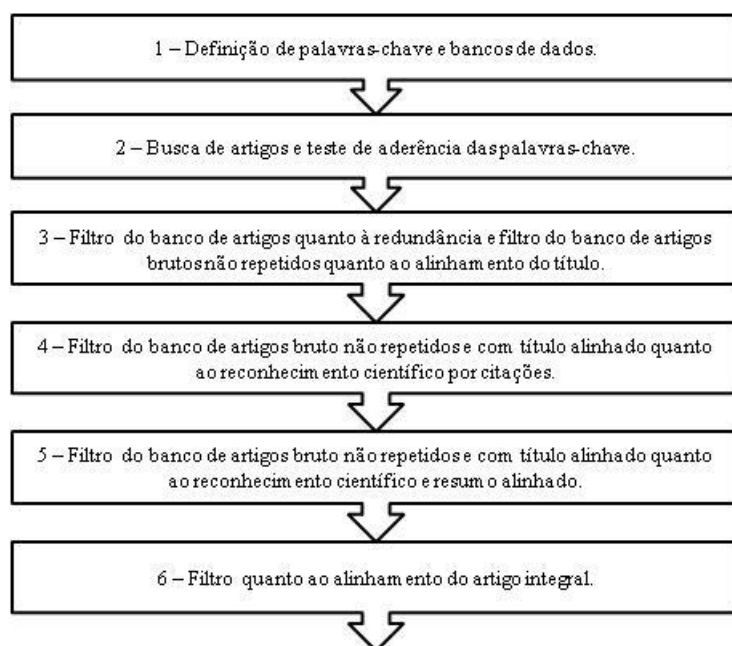 1 – Definição de palavras-chave e bancos de dados.
2 – Busca de artigos e teste de aderência das palavras-chave.
3 – Filtro do banco de artigos quanto à redundância e filtro do banco de artigos
brutos não repetidos quanto ao alinhamento do título.
4 – Filtro do banco de artigos bruto não repetidos e com título alinhado quanto
ao reconhecimento científico por citações.
5 – Filtro do banco de artigos bruto não repetidos e com título alinhado quanto
ao reconhecimento científico e resumo alinhado.
6 – Filtro quanto ao alinhamento do artigo integral.